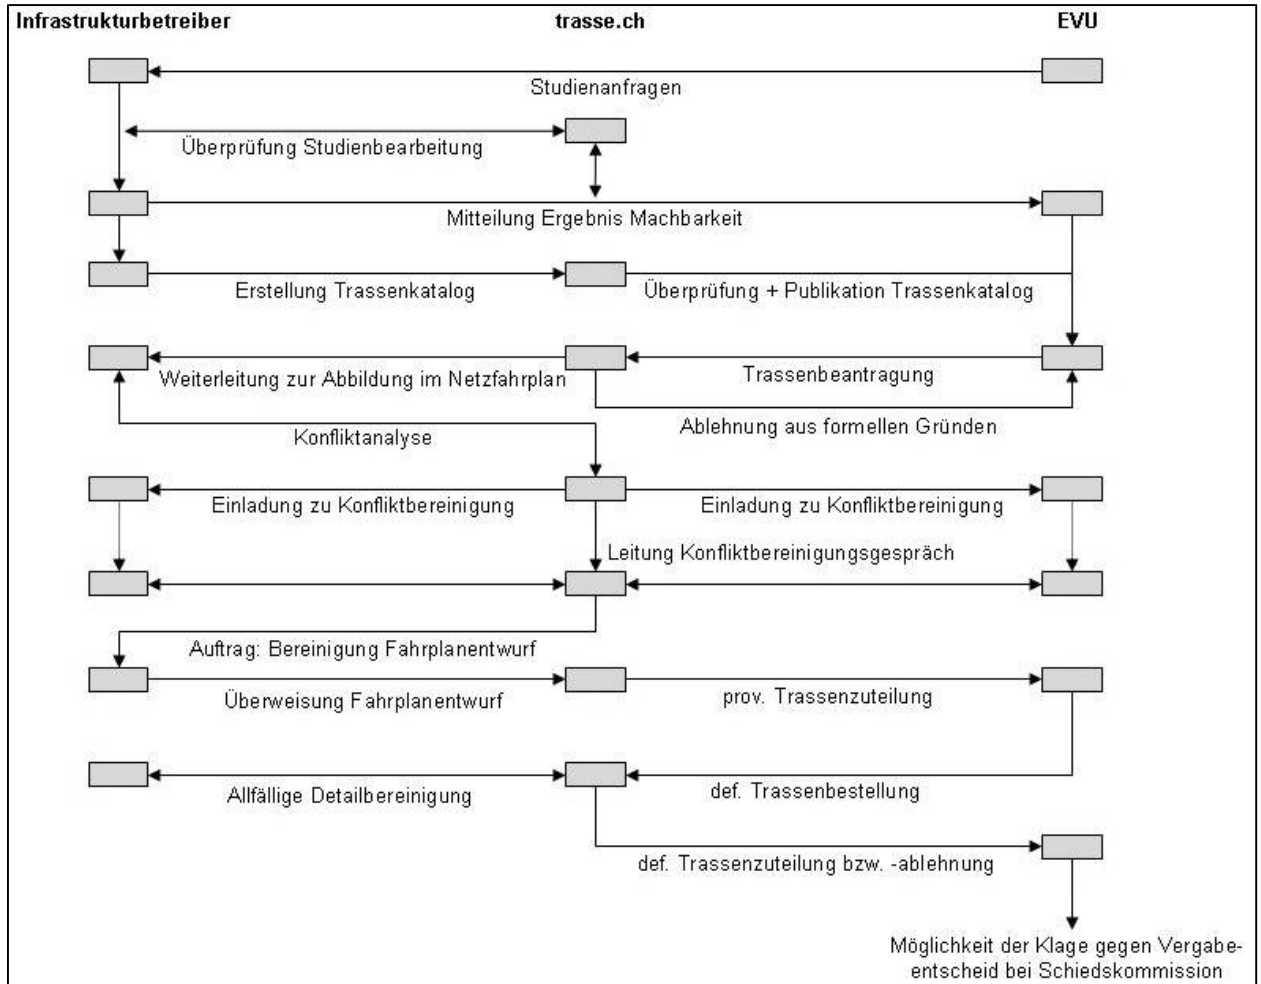 Infrastrukturbetreiber trasse.ch EVU
Studienanfragen
Überprüfung Studienbearbeitung
Mitteilung Ergebnis Machbarkeit
Erstellung Trassenkatalog Überprüfung + Publikation Trassenkatalog
Weiterleitung zur Abbildung im Netzfahrplan Trassenbeantragung
Ablehnung aus formellen Gründen
Konfliktanalyse
Einladung zu Konfliktbereinigung Einladung zu Konfliktbereinigung
Leitung Konfliktbereinigungsgespräch
Auftrag: Bereinigung Fahrplanentwurf
Überweisung Fahrplanentwurf prov. Trassenzuteilung
Allfällige Detailbereinigung def. Trassenbestellung
def. Trassenzuteilung bzw. -ablehnung
Möglichkeit der Klage gegen Vergabe-
entscheid bei Schiedskommission